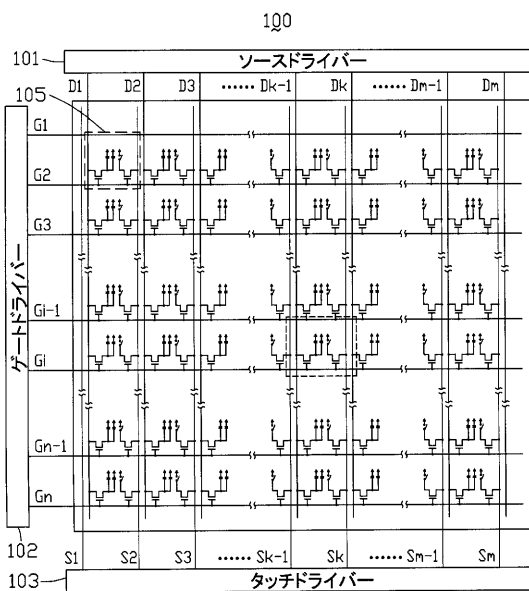 100
101
ソースドライバー
D1 D2 D3 ······ Dk-1 Dk ······ Dm-1 Dm
105
G1
G2
G3
Gi-1
Gi
Gn-1
Gn
ゲートドライバー
102
S1 S2 S3 ······ Sk-1 Sk ······ Sm-1 Sm
103
タッチドライバー